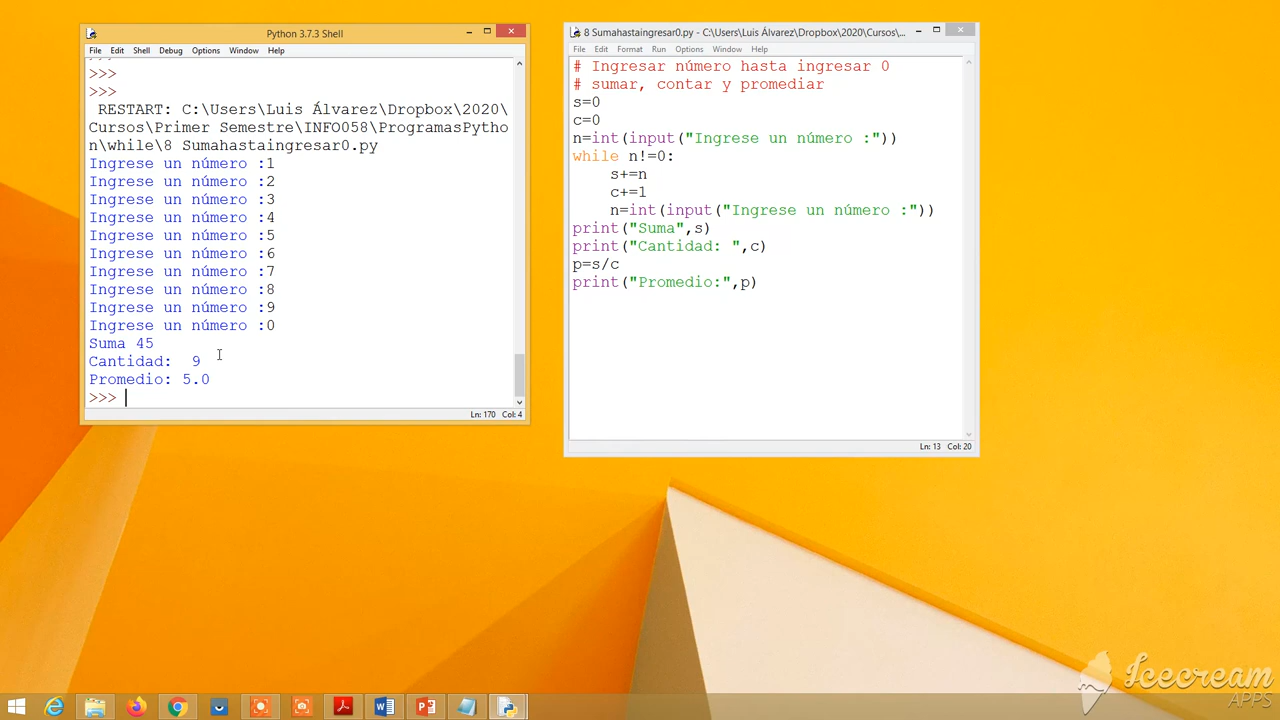 Python 3.7.3 Shell
File Edit Shell Debug Options Window Help
>>>
>>>
RESTART: C:\Users\Luis Álvarez\Dropbox\2020\
Cursos\Primer Semestre\INFO058\ProgramasPytho
n\while\8 Sumahastaingresar0.py
Ingrese un número :1
Ingrese un número :2
Ingrese un número :3
Ingrese un número :4
Ingrese un número :5
Ingrese un número :6
Ingrese un número :7
Ingrese un número :8
Ingrese un número :9
Ingrese un número :0
Suma 45
Cantidad:  9
Promedio: 5.0
>>>
Ln: 170 Col: 4
8 Sumahastaingresar0.py - C:\Users\Luis Álvarez\Dropbox\2020\Cursos\...
File Edit Format Run Options Window Help
# Ingresar número hasta ingresar 0
# sumar, contar y promediar
s=0
c=0
n=int(input("Ingrese un número :"))
while n!=0:
    s+=n
    c+=1
    n=int(input("Ingrese un número :"))
print("Suma",s)
print("Cantidad: ",c)
p=s/c
print("Promedio:",p)
Ln: 13 Col: 20
Icecream
APPS